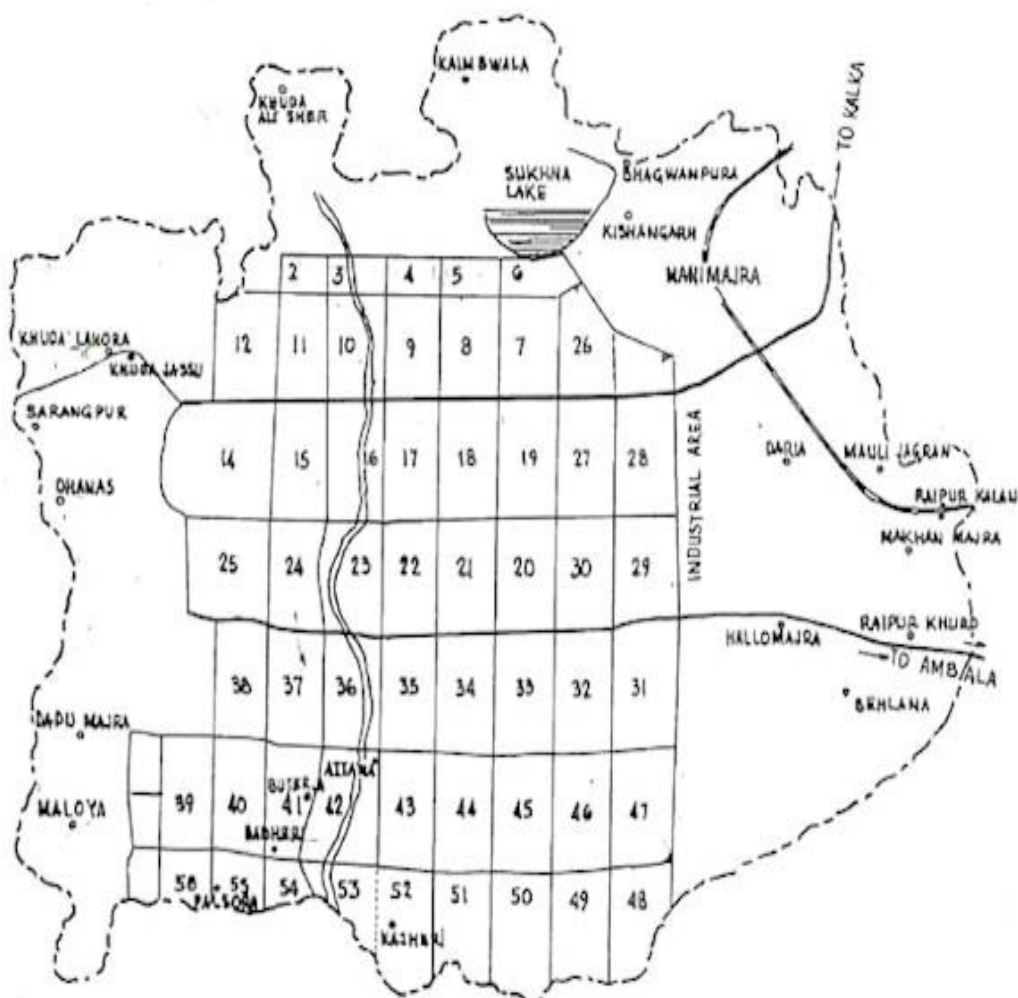 KAIMBWALA
KHUDA
ALI SHER
SUKHNA
LAKE
BHAGWANPURA
KISHANGARH
TO KALKA
MANIMAJRA
2 3 4 5 6
12 11 10 9 8 7 26
KHUDA LAHORA
KHUDA JASSU
SARANGPUR
14 15 16 17 18 19 27 28
INDUSTRIAL AREA
DARIA
MAULI JAGRAN
DHANAS
RAIPUR KALAN
MAKHAN MAJRA
25 24 23 22 21 20 30 29
HALLOMAJRA
RAIPUR KHURD
TO AMBALA
BEHLANA
38 37 36 35 34 33 32 31
DADU MAJRA
ATTAWA
BUTERLA
39 40 41 42 43 44 45 46 47
MALOYA
BADHERI
55 54 53 52 51 50 49 48
PALSORA
KAJHERI